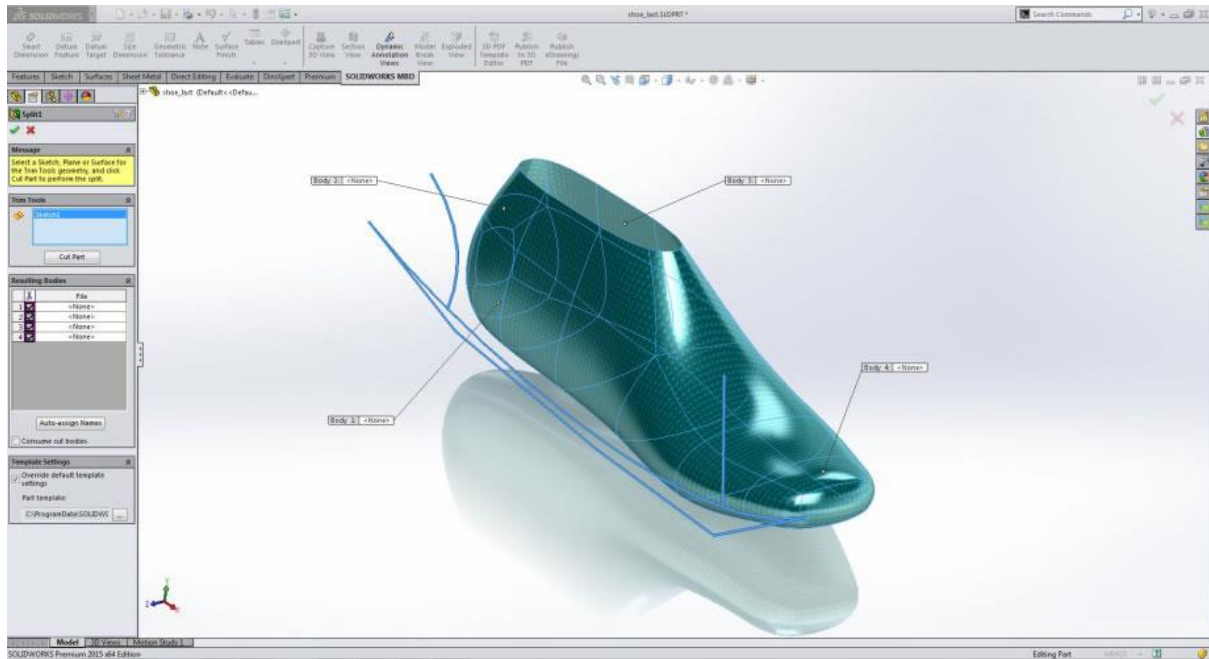 SOLIDWORKS
shoe_last.SLDPRT *
Search Commands
Smart Dimension
Datum Feature
Datum Target
Size Dimension
Geometric Tolerance
Note
Surface Finish
Tables
DimXpert
Capture 3D View
Section View
Dynamic Annotation Views
Model Break View
Exploded View
3D PDF Template Editor
Publish to 3D PDF
Publish eDrawings File
Features
Sketch
Surfaces
Sheet Metal
Direct Editing
Evaluate
DimXpert
Premium
SOLIDWORKS MBD
shoe_last (Default<<Defau...
Split1
Message
Select a Sketch, Plane or Surface for
the Trim Tools geometry, and click
Cut Part to perform the split.
Trim Tools
Sketch1
Cut Part
Resulting Bodies
File
1 <None>
2 <None>
3 <None>
4 <None>
Auto-assign Names
Consume cut bodies
Template Settings
Override default template
settings
Part template:
C:\ProgramData\SOLIDWC
...
Body 2: <None>
Body 3: <None>
Body 4: <None>
Body 1: <None>
Y
Z
X
Model
3D Views
Motion Study 1
SOLIDWORKS Premium 2015 x64 Edition
Editing Part
MMGS